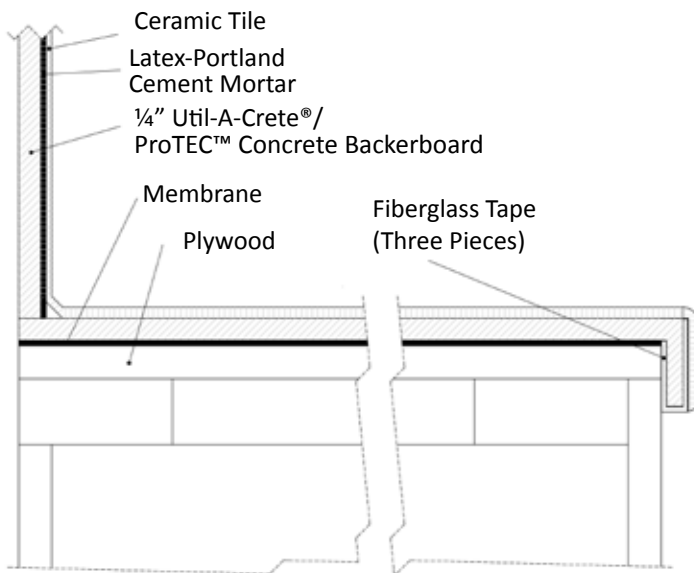 Ceramic Tile
Latex-Portland
Cement Mortar
¼” Util-A-Crete®/
ProTEC™ Concrete Backerboard
Membrane
Plywood
Fiberglass Tape
(Three Pieces)